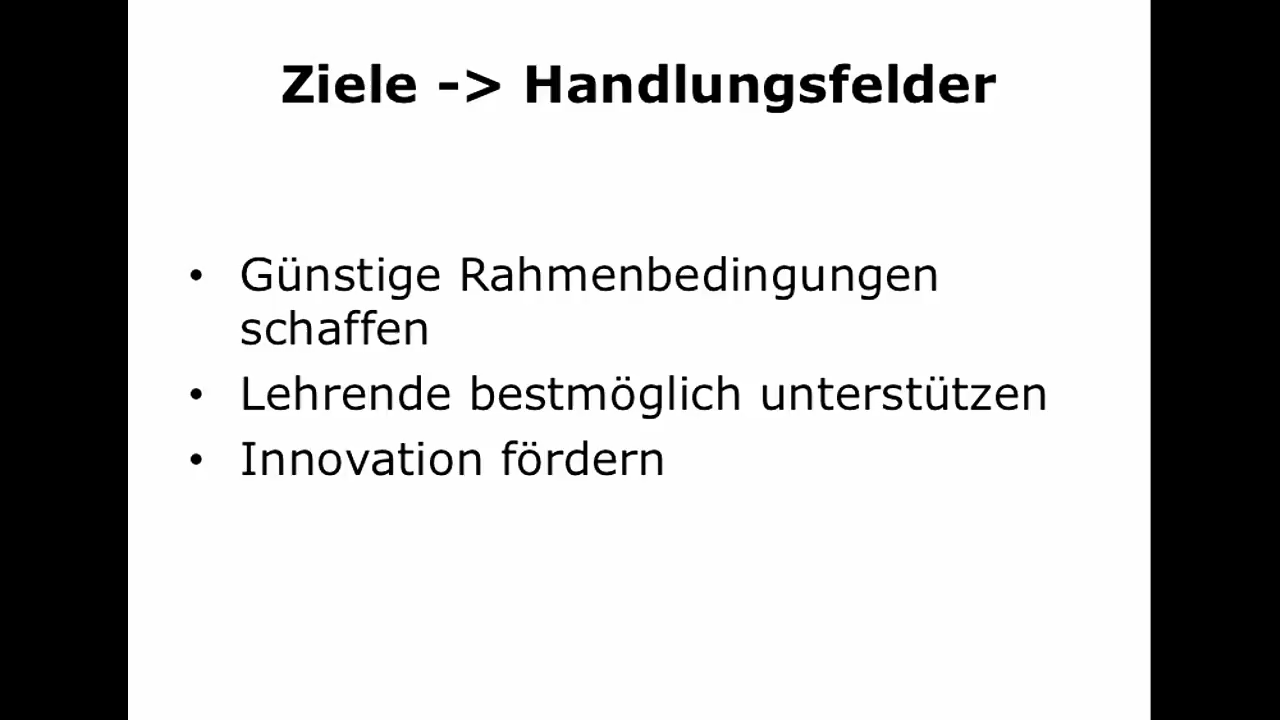 Ziele -> Handlungsfelder
• Günstige Rahmenbedingungen
schaffen
• Lehrende bestmöglich unterstützen
• Innovation fördern